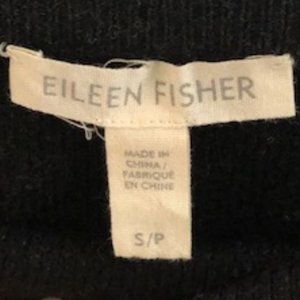 EILEEN FISHER
MADE IN
CHINA /
FABRIQUÉ
EN CHINE
S/P